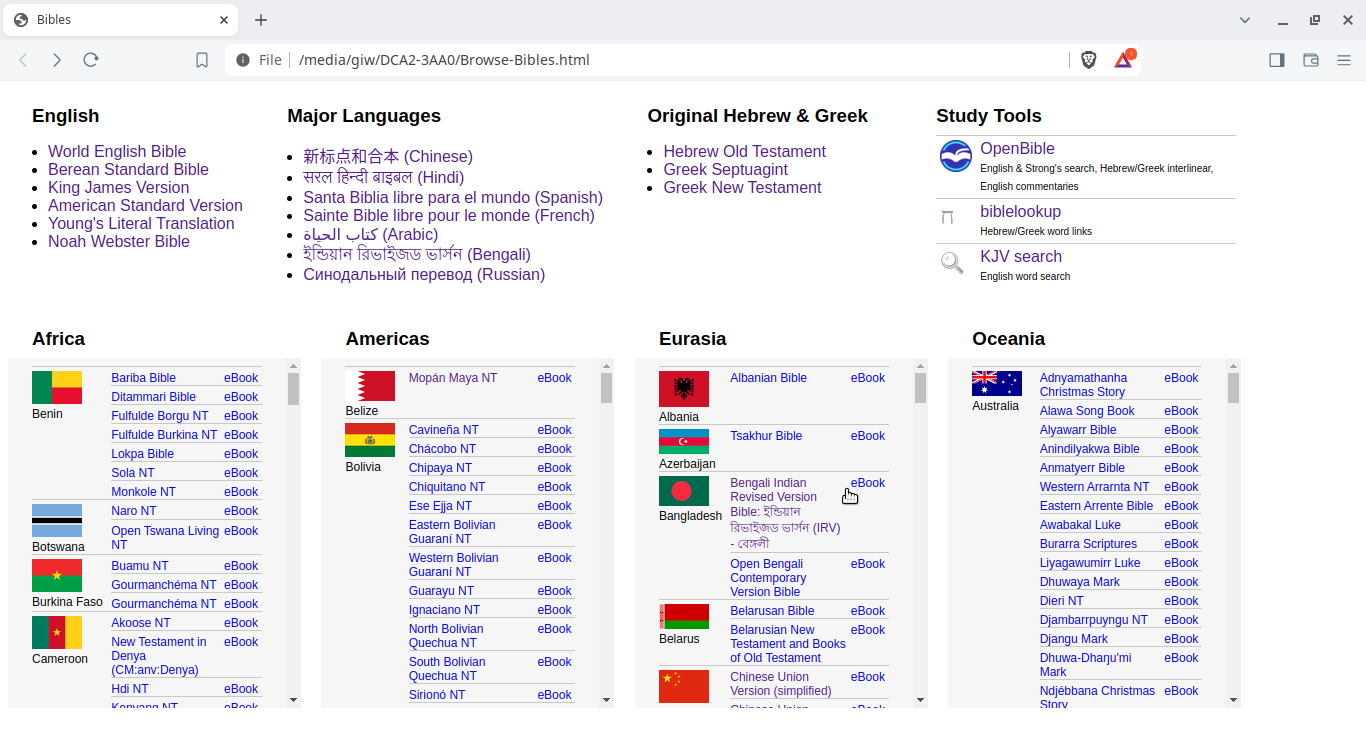 Bibles
File
/media/giw/DCA2-3AA0/Browse-Bibles.html
1
English
World English Bible
Berean Standard Bible
King James Version
American Standard Version
Young's Literal Translation
Noah Webster Bible
Major Languages
新标点和合本 (Chinese)
सरल हिन्दी बाइबल (Hindi)
Santa Biblia libre para el mundo (Spanish)
Sainte Bible libre pour le monde (French)
كتاب الحياة (Arabic)
ইন্ডিয়ান রিভাইজড ভার্সন (Bengali)
Синодальный перевод (Russian)
Original Hebrew & Greek
Hebrew Old Testament
Greek Septuagint
Greek New Testament
Study Tools
OpenBible
English & Strong's search, Hebrew/Greek interlinear,
English commentaries
ח
biblelookup
Hebrew/Greek word links
KJV search
English word search
Africa
Benin
Bariba Bible eBook
Ditammari Bible eBook
Fulfulde Borgu NT eBook
Fulfulde Burkina NT eBook
Lokpa Bible eBook
Sola NT eBook
Monkole NT eBook
Botswana
Naro NT eBook
Open Tswana Living eBook
NT
Burkina Faso
Buamu NT eBook
Gourmanchéma NT eBook
Gourmanchéma NT eBook
Cameroon
Akoose NT eBook
New Testament in eBook
Denya
(CM:anv:Denya)
Hdi NT eBook
Kenyang NT eBook
Americas
Belize
Mopán Maya NT eBook
Bolivia
Cavineña NT eBook
Chácobo NT eBook
Chipaya NT eBook
Chiquitano NT eBook
Ese Ejja NT eBook
Eastern Bolivian eBook
Guaraní NT
Western Bolivian eBook
Guaraní NT
Guarayu NT eBook
Ignaciano NT eBook
North Bolivian eBook
Quechua NT
South Bolivian eBook
Quechua NT
Sirionó NT eBook
Eurasia
Albania
Albanian Bible eBook
Azerbaijan
Tsakhur Bible eBook
Bangladesh
Bengali Indian eBook
Revised Version
Bible: ইন্ডিয়ান
রিভাইজড ভার্সন (IRV)
- বেঙ্গলী
Open Bengali eBook
Contemporary
Version Bible
Belarus
Belarusan Bible eBook
Belarusian New eBook
Testament and Books
of Old Testament
Chinese Union eBook
Version (simplified)
Chinese Union eBook
Oceania
Australia
Adnyamathanha eBook
Christmas Story
Alawa Song Book eBook
Alyawarr Bible eBook
Anindilyakwa Bible eBook
Anmatyerr Bible eBook
Western Arrarnta NT eBook
Eastern Arrente Bible eBook
Awabakal Luke eBook
Burarra Scriptures eBook
Liyagawumirr Luke eBook
Dhuwaya Mark eBook
Dieri NT eBook
Djambarrpuyngu NT eBook
Djangu Mark eBook
Dhuwa-Dhaŋu'mi eBook
Mark
Ndjébbana Christmas eBook
Story